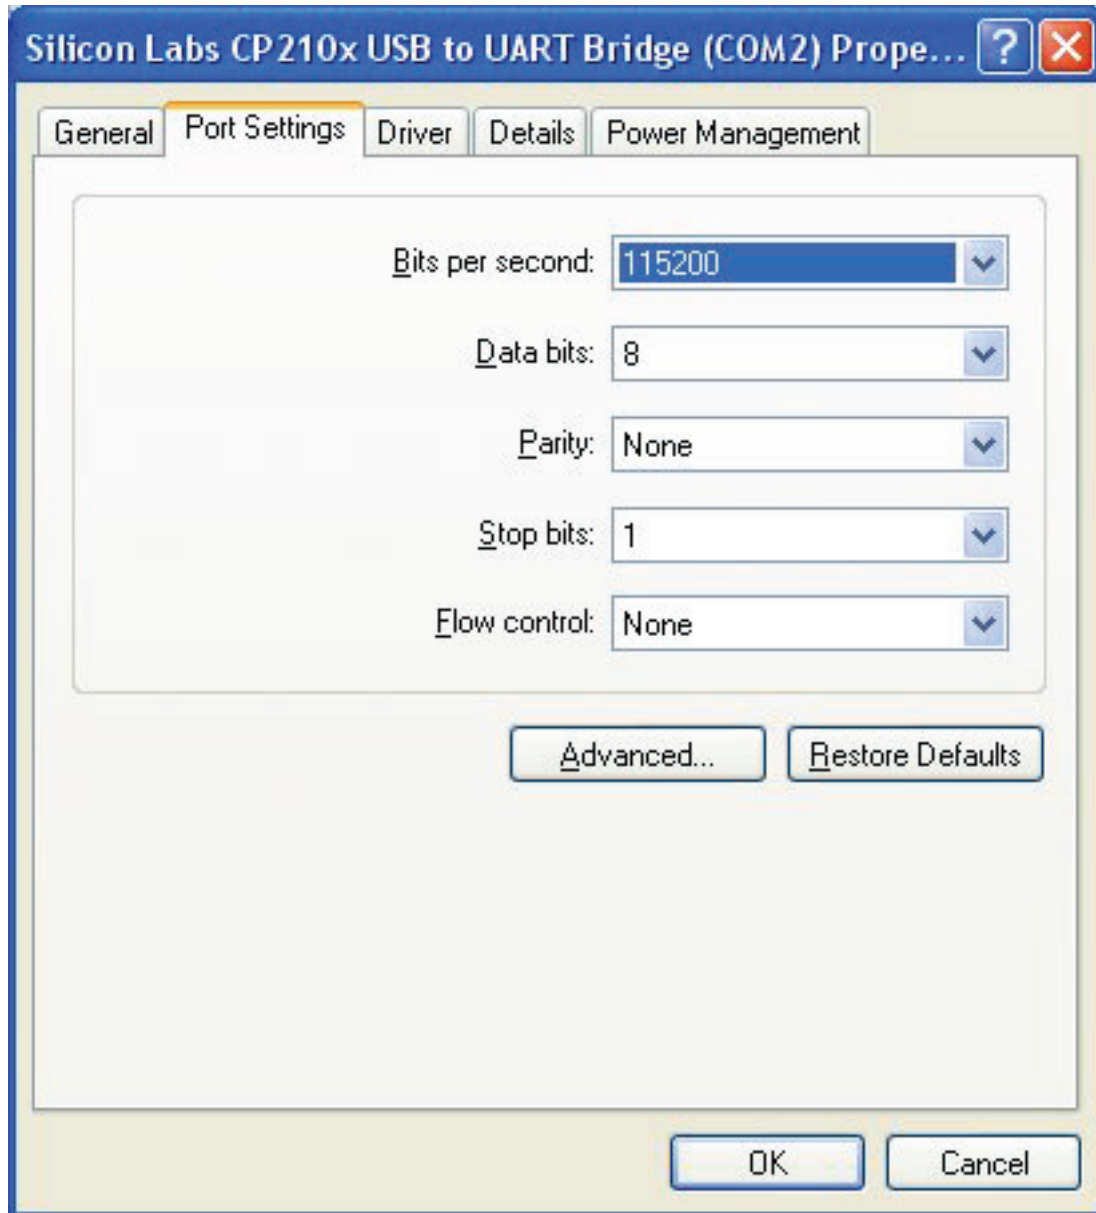 Silicon Labs CP210x USB to UART Bridge (COM2) Prope... ? X
General Port Settings Driver Details Power Management
Bits per second: 115200
Data bits: 8
Parity: None
Stop bits: 1
Flow control: None
Advanced... Restore Defaults
OK Cancel